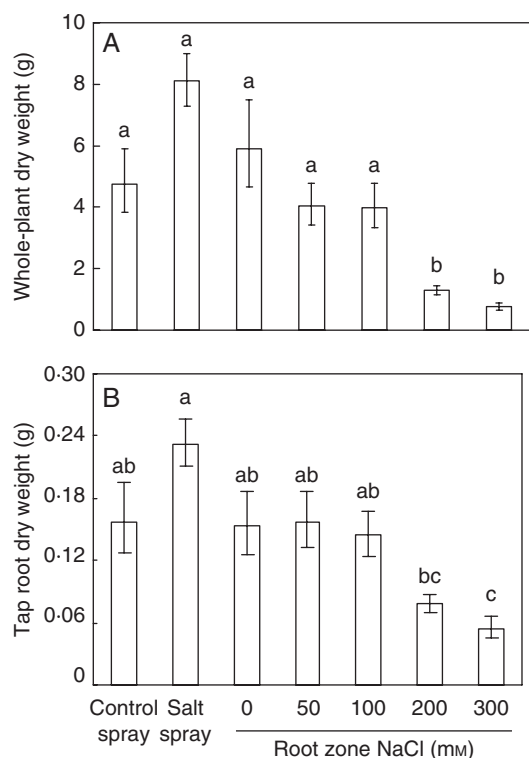 A
Whole-plant dry weight (g)
10
8
6
4
2
0
a
a
a
a
a
b
b
B
Tap root dry weight (g)
0·30
0·24
0·18
0·12
0·06
0
ab
a
ab
ab
ab
bc
c
Control spray
Salt spray
0
50
100
200
300
Root zone NaCl (mM)